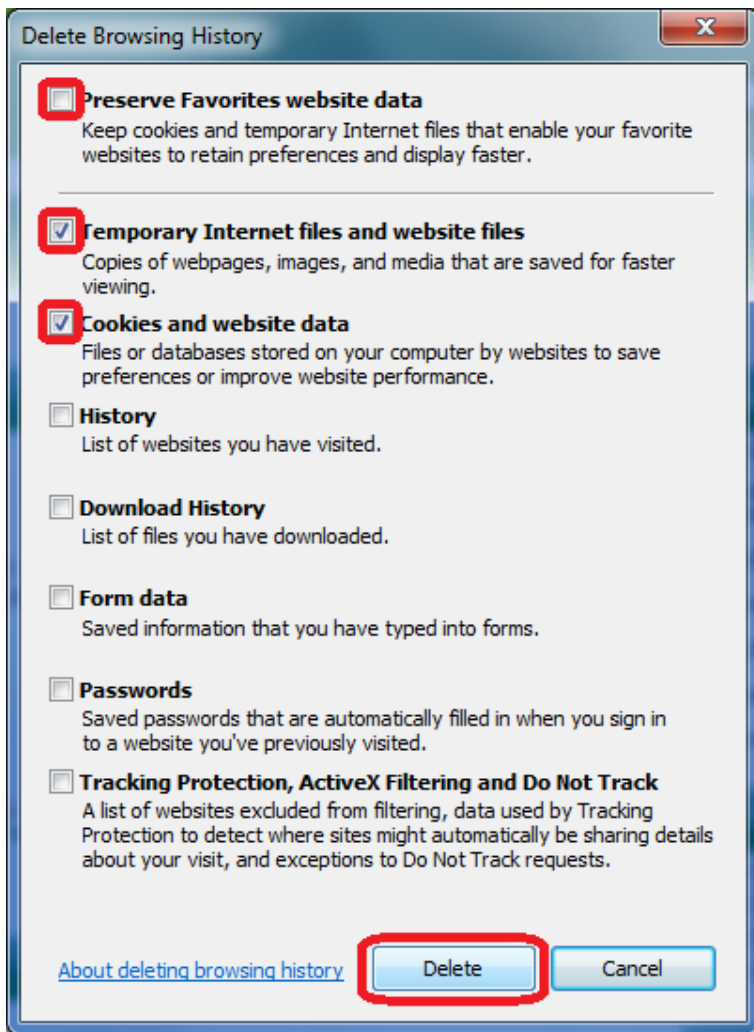 Delete Browsing History
X
Preserve Favorites website data
Keep cookies and temporary Internet files that enable your favorite
websites to retain preferences and display faster.
Temporary Internet files and website files
Copies of webpages, images, and media that are saved for faster
viewing.
Cookies and website data
Files or databases stored on your computer by websites to save
preferences or improve website performance.
History
List of websites you have visited.
Download History
List of files you have downloaded.
Form data
Saved information that you have typed into forms.
Passwords
Saved passwords that are automatically filled in when you sign in
to a website you've previously visited.
Tracking Protection, ActiveX Filtering and Do Not Track
A list of websites excluded from filtering, data used by Tracking
Protection to detect where sites might automatically be sharing details
about your visit, and exceptions to Do Not Track requests.
About deleting browsing history
Delete
Cancel